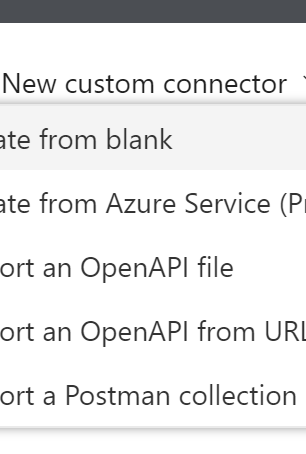 New custom connector
ate from blank
ate from Azure Service (Pr
ort an OpenAPI file
ort an OpenAPI from URL
ort a Postman collection